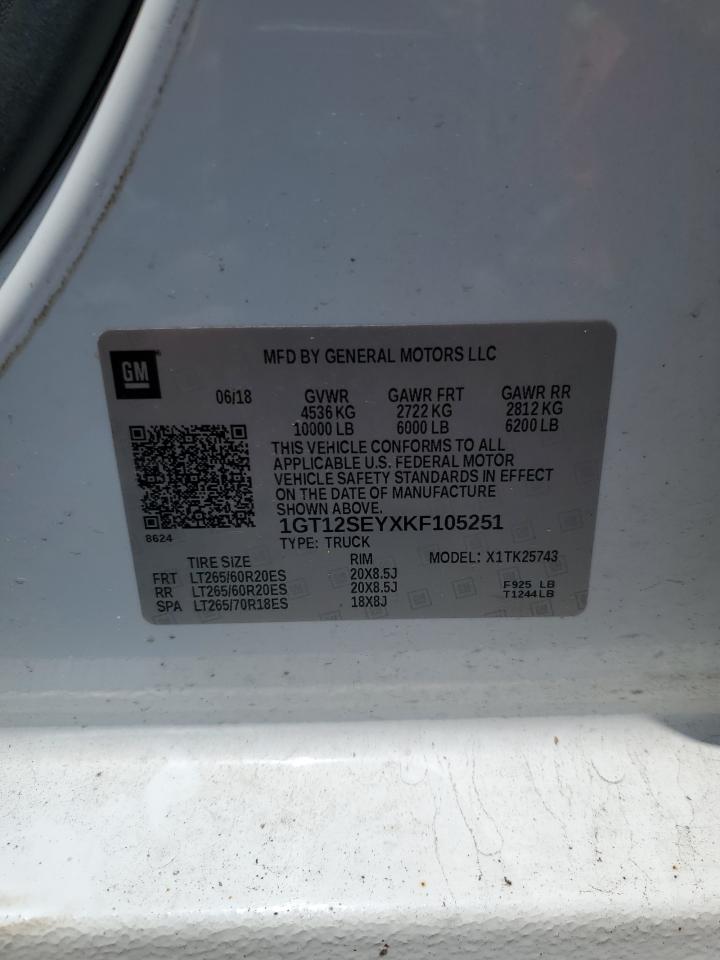 GM
MFD BY GENERAL MOTORS LLC
06/18 GVWR GAWR FRT GAWR RR
4536 KG 2722 KG 2812 KG
10000 LB 6000 LB 6200 LB
THIS VEHICLE CONFORMS TO ALL
APPLICABLE U.S. FEDERAL MOTOR
VEHICLE SAFETY STANDARDS IN EFFECT
ON THE DATE OF MANUFACTURE
SHOWN ABOVE.
8624
1GT12SEYXKF105251
TYPE: TRUCK
TIRE SIZE RIM MODEL: X1TK25743
FRT LT265/60R20ES 20X8.5J
RR LT265/60R20ES 20X8.5J F925 LB
SPA LT265/70R18ES 18X8J T1244LB